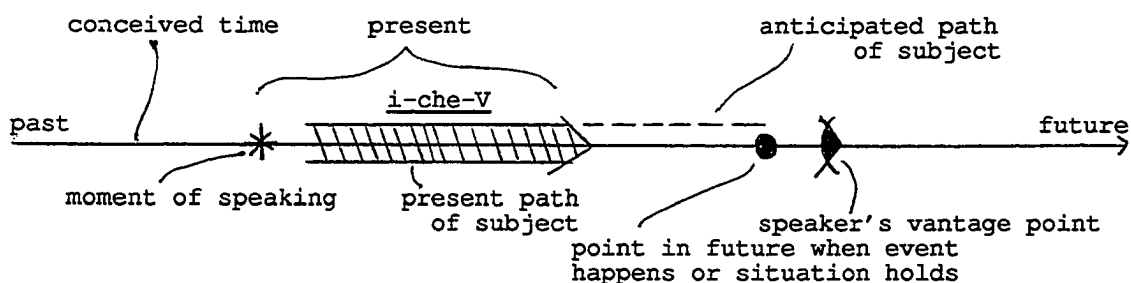 conceived time
present
anticipated path
of subject
i-che-V
past
future
moment of speaking
present path
of subject
speaker's vantage point
point in future when event
happens or situation holds